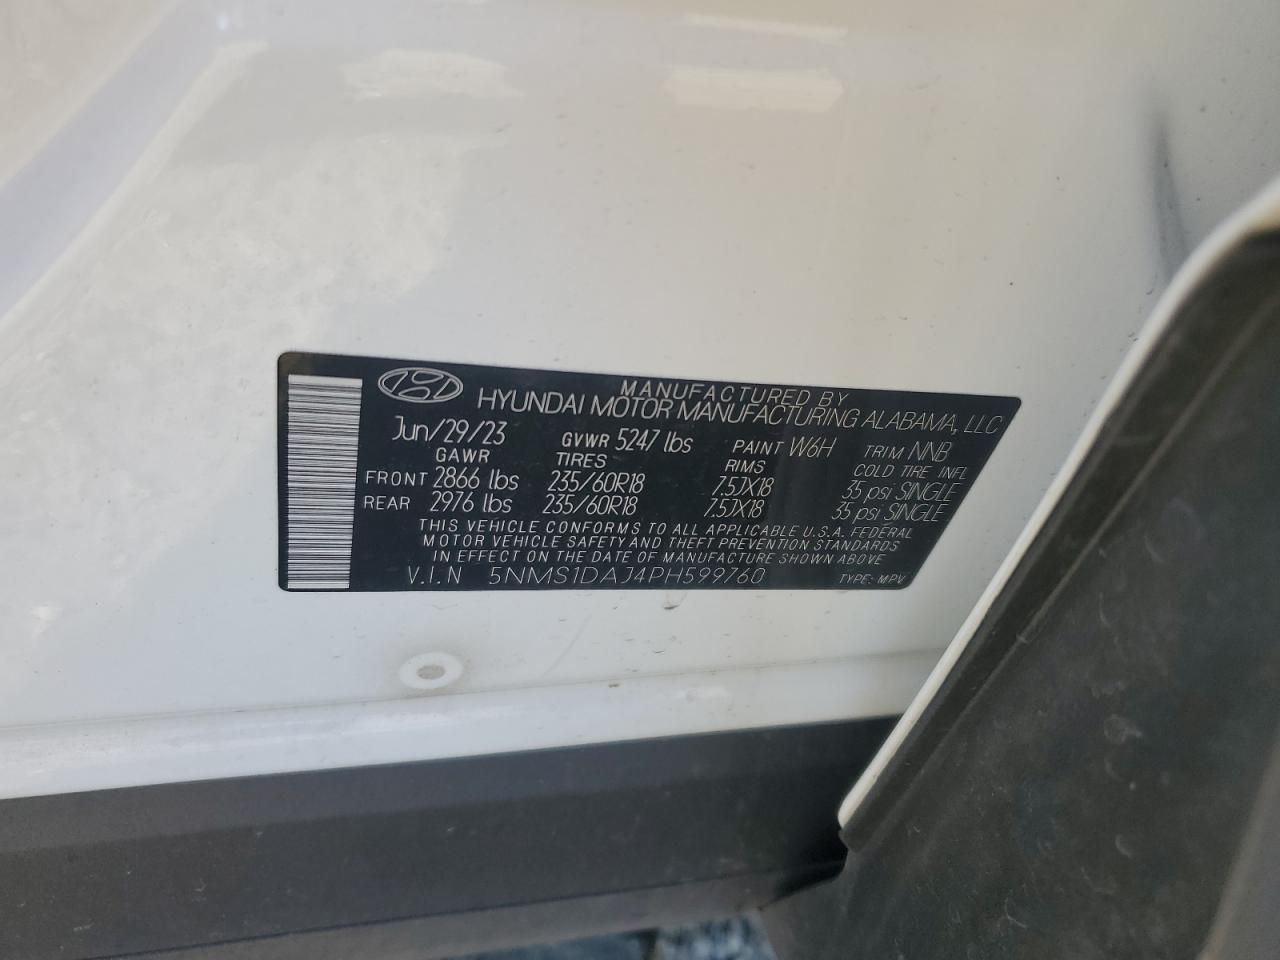 MANUFACTURED BY
HYUNDAI MOTOR MANUFACTURING ALABAMA, LLC
Jun/29/23 GVWR 5247 lbs PAINT W6H TRIM NNB
GAWR TIRES RIMS COLD TIRE INFL
FRONT 2866 lbs 235/60R18 7.5JX18 35 psi SINGLE
REAR 2976 lbs 235/60R18 7.5JX18 35 psi SINGLE
THIS VEHICLE CONFORMS TO ALL APPLICABLE U.S.A. FEDERAL
MOTOR VEHICLE SAFETY AND THEFT PREVENTION STANDARDS
IN EFFECT ON THE DATE OF MANUFACTURE SHOWN ABOVE
V.I.N 5NMS1DAJ4PH599760 TYPE: MPV